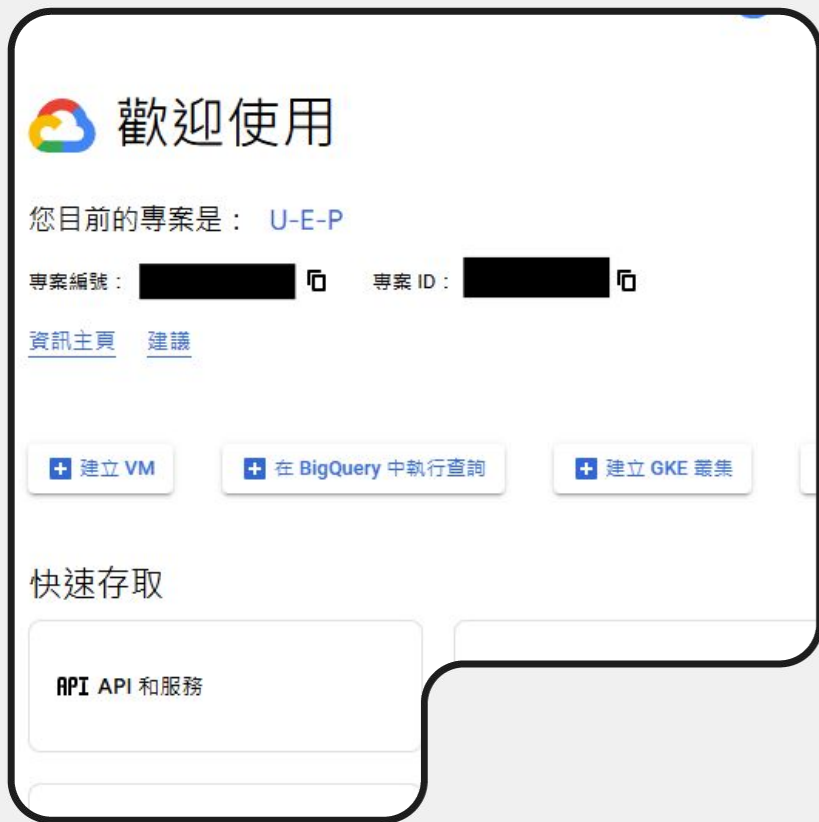 歡迎使用
您目前的專案是： U-E-P
專案編號： 專案 ID：
資訊主頁 建議
建立 VM 在 BigQuery 中執行查詢 建立 GKE 叢集
快速存取
API API 和服務